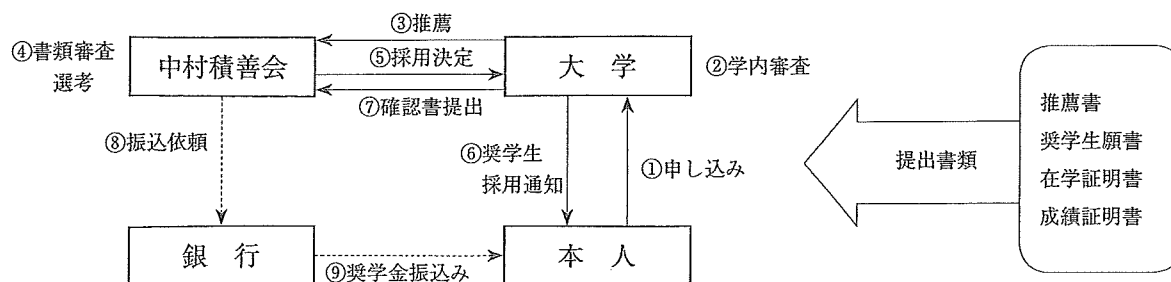 ③推薦
④書類審査
選考
中村積善会
⑤採用決定
大 学
②学内審査
⑦確認書提出
⑧振込依頼
⑥奨学生
採用通知
①申し込み
提出書類
推薦書
奨学生願書
在学証明書
成績証明書
銀 行
⑨奨学金振込み
本 人